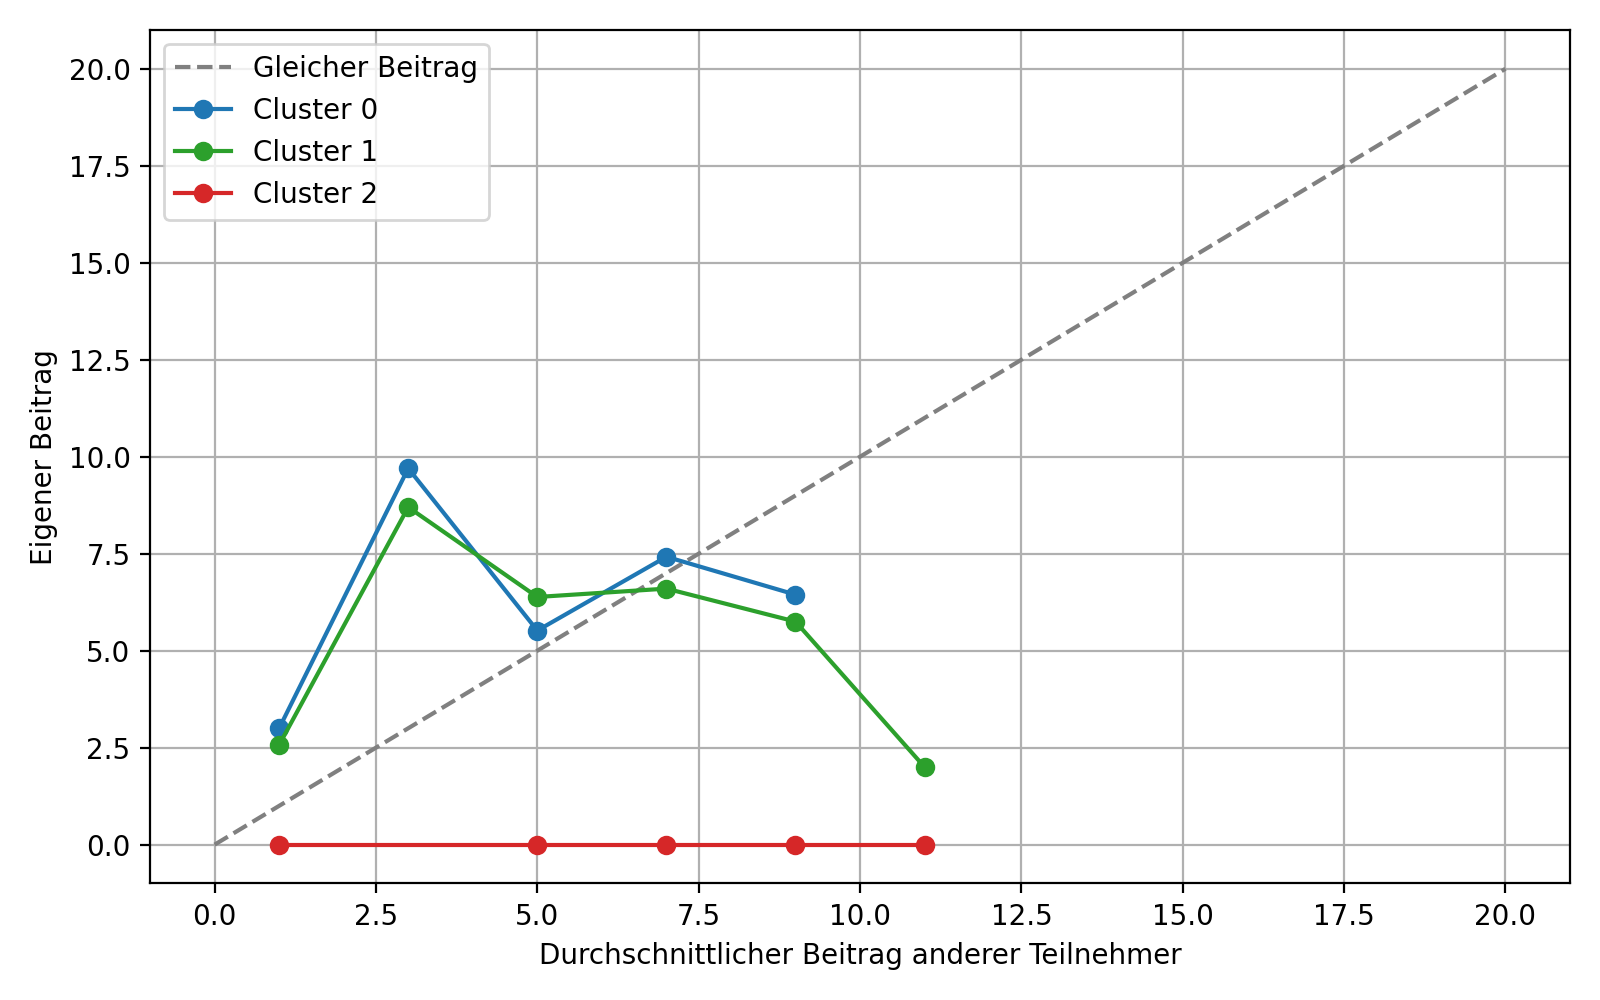 Gleicher Beitrag
Cluster 0
Cluster 1
Cluster 2
20.0
17.5
15.0
12.5
10.0
7.5
5.0
2.5
0.0
Eigener Beitrag
0.0 2.5 5.0 7.5 10.0 12.5 15.0 17.5 20.0
Durchschnittlicher Beitrag anderer Teilnehmer